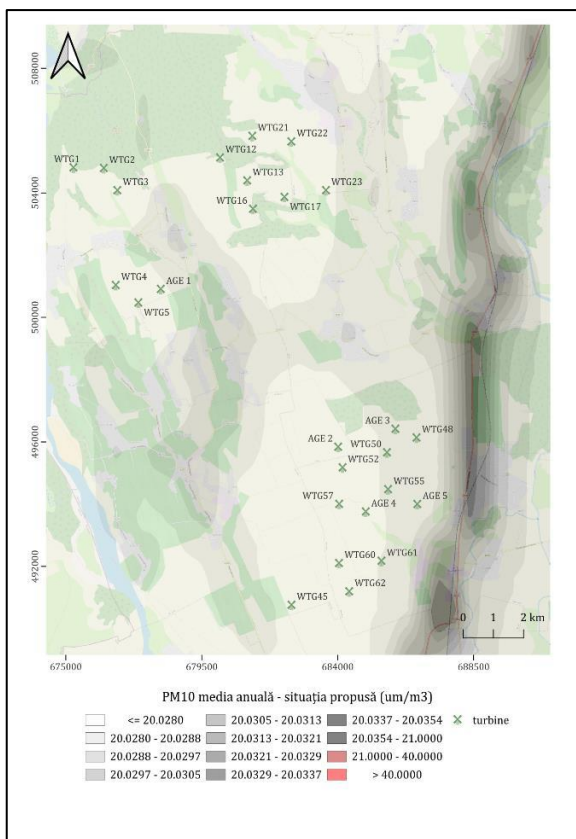 508000
504000
500000
496000
492000
WTG21
WTG22
WTG1
WTG2
WTG12
WTG3
WTG13
WTG23
WTG16
WTG17
WTG4
AGE 1
WTG5
AGE 3
WTG48
AGE 2
WTG50
WTG52
WTG55
WTG57
AGE 4
AGE 5
WTG60
WTG61
WTG62
WTG45
0 1 2 km
675000 679500 684000 688500
PM10 media anuală - situația propusă (um/m3)
<= 20.0280 20.0305 - 20.0313 20.0337 - 20.0354 turbine
20.0280 - 20.0288 20.0313 - 20.0321 20.0354 - 21.0000
20.0288 - 20.0297 20.0321 - 20.0329 21.0000 - 40.0000
20.0297 - 20.0305 20.0329 - 20.0337 > 40.0000